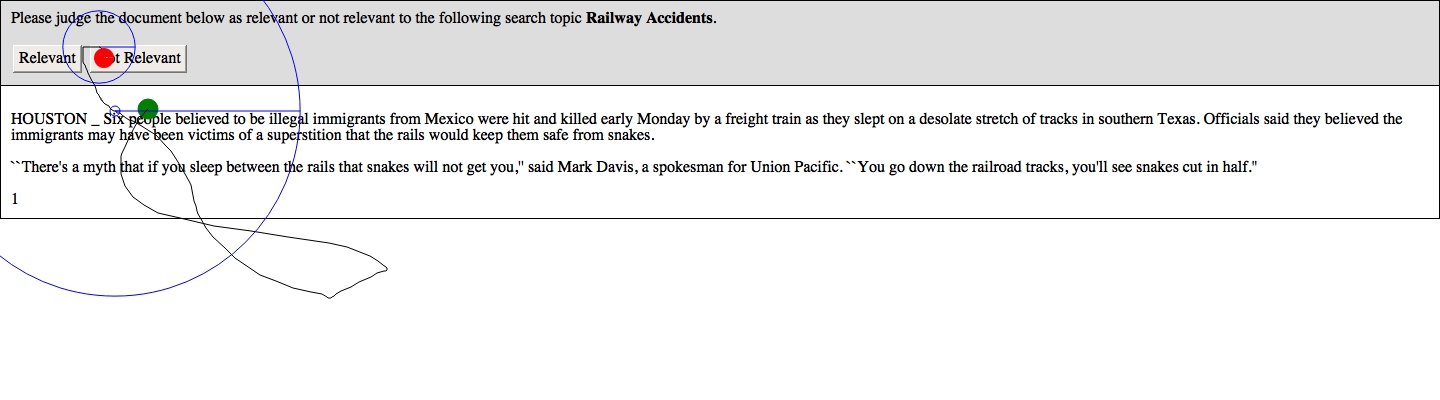 Please judge the document below as relevant or not relevant to the following search topic Railway Accidents.
Relevant t Relevant
HOUSTON _ Six people believed to be illegal immigrants from Mexico were hit and killed early Monday by a freight train as they slept on a desolate stretch of tracks in southern Texas. Officials said they believed the
immigrants may have been victims of a superstition that the rails would keep them safe from snakes.
``There's a myth that if you sleep between the rails that snakes will not get you,'' said Mark Davis, a spokesman for Union Pacific. ``You go down the railroad tracks, you'll see snakes cut in half.''
1